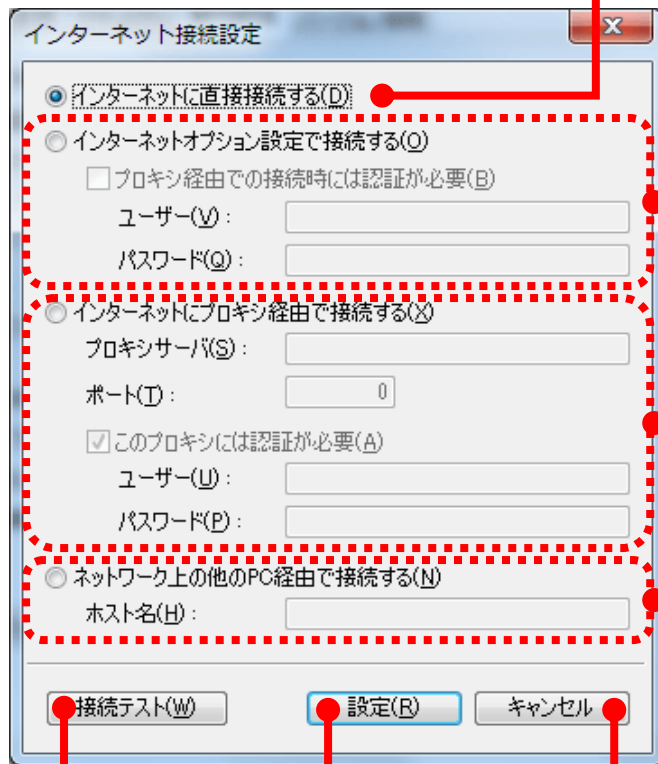 インターネット接続設定
インターネットに直接接続する(D)
インターネットオプション設定で接続する(O)
プロキシ経由での接続時には認証が必要(B)
ユーザー(V):
パスワード(Q):
インターネットにプロキシ経由で接続する(X)
プロキシサーバ(S):
ポート(T): 0
このプロキシには認証が必要(A)
ユーザー(U):
パスワード(P):
ネットワーク上の他のPC経由で接続する(N)
ホスト名(H):
接続テスト(W) 設定(R) キャンセル